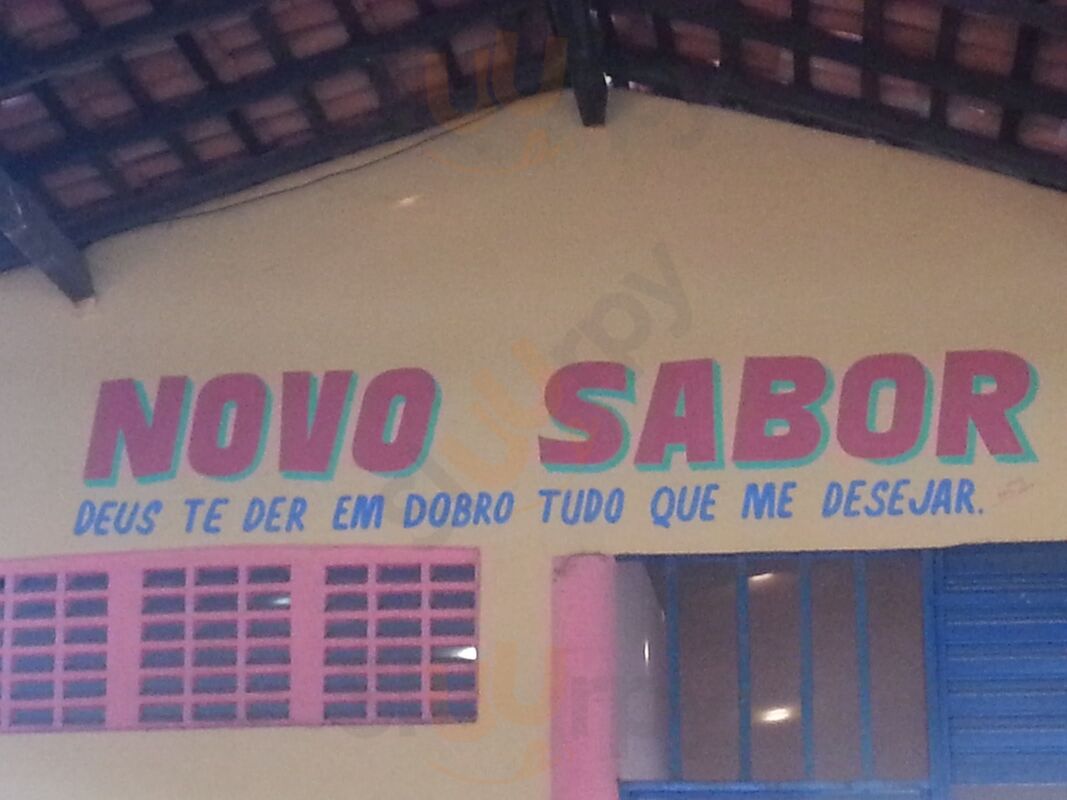 NOVO SABOR
DEUS TE DER EM DOBRO TUDO QUE ME DESEJAR.